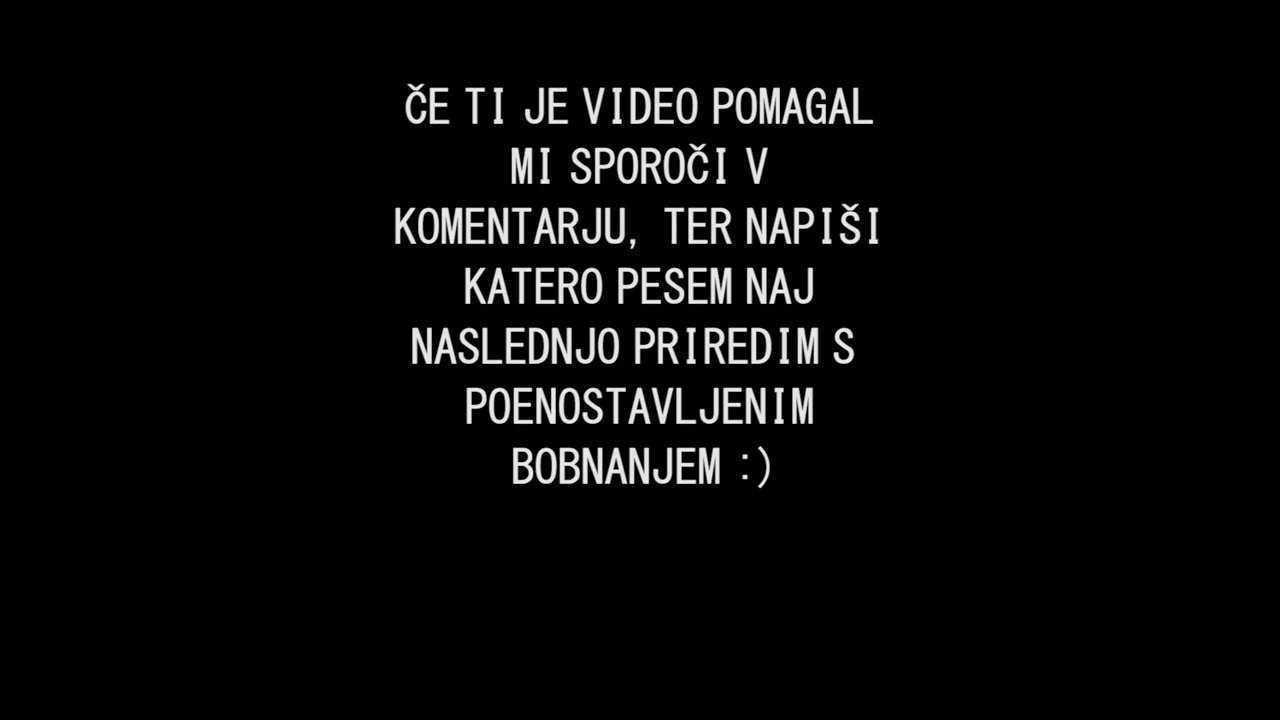 ČE TI JE VIDEO POMAGAL
MI SPOROČI V
KOMENTARJU, TER NAPIŠI
KATERO PESEM NAJ
NASLEDNJO PRIREDIM S
POENOSTAVLJENIM
BOBNANJEM :)